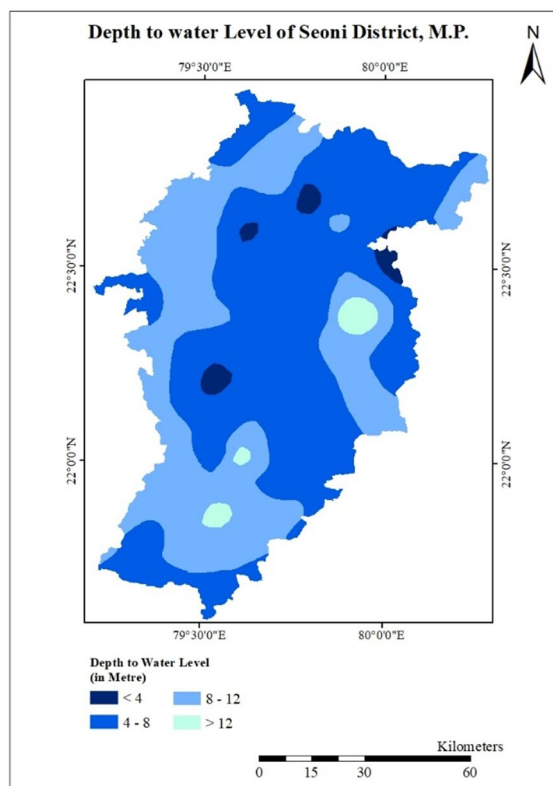 Depth to water Level of Seoni District, M.P.
N
79°30'0"E
80°0'0"E
22°30'0"N
22°30'0"N
22°0'0"N
22°0'0"N
79°30'0"E
80°0'0"E
Depth to Water Level
(in Metre)
< 4
8 - 12
4 - 8
> 12
Kilometers
0 15 30 60